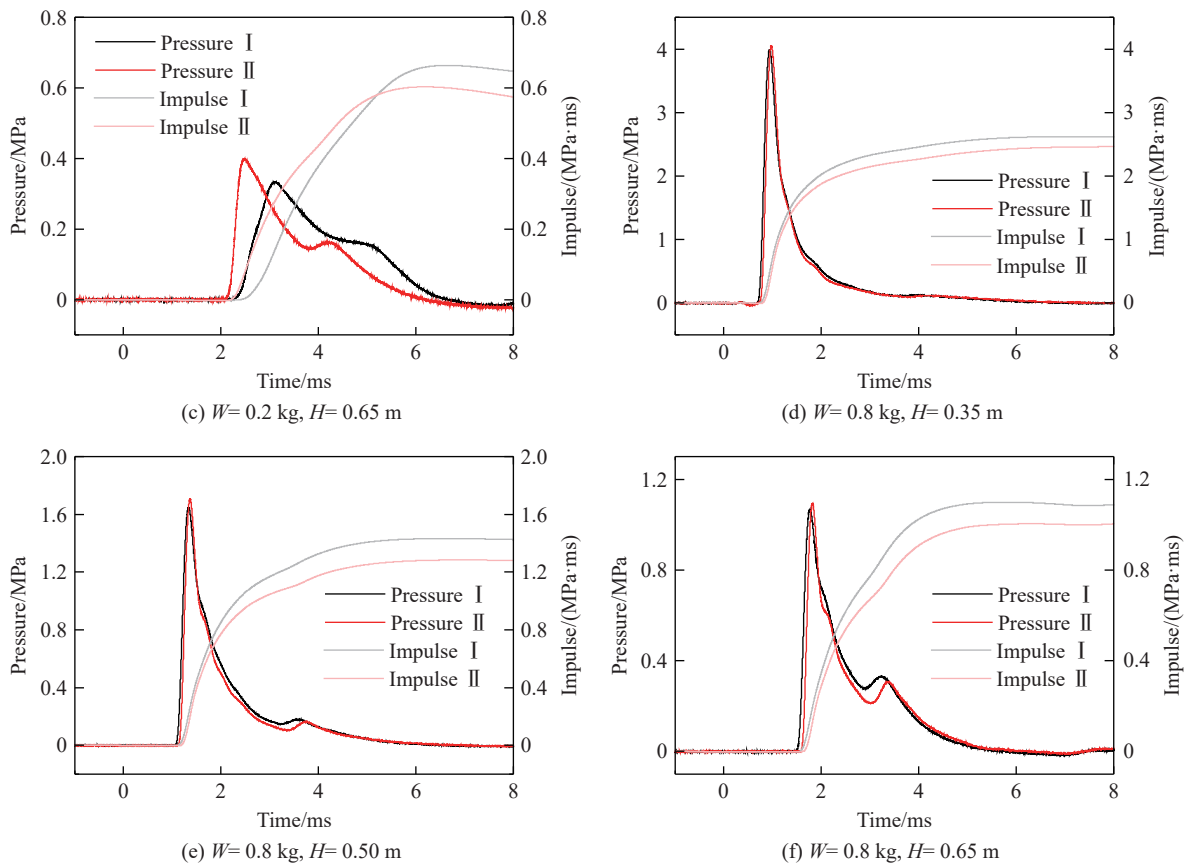 0.8
0.6
0.4
0.2
0
Pressure/MPa
Pressure Ⅰ
Pressure Ⅱ
Impulse Ⅰ
Impulse Ⅱ
0.8
0.6
0.4
0.2
0
Impulse/(MPa·ms)
0 2 4 6 8
Time/ms
(c) W= 0.2 kg, H= 0.65 m
4
3
2
1
0
Pressure/MPa
Pressure Ⅰ
Pressure Ⅱ
Impulse Ⅰ
Impulse Ⅱ
4
3
2
1
0
Impulse/(MPa·ms)
0 2 4 6 8
Time/ms
(d) W= 0.8 kg, H= 0.35 m
2.0
1.6
1.2
0.8
0.4
0
Pressure/MPa
Pressure Ⅰ
Pressure Ⅱ
Impulse Ⅰ
Impulse Ⅱ
2.0
1.6
1.2
0.8
0.4
0
Impulse/(MPa·ms)
0 2 4 6 8
Time/ms
(e) W= 0.8 kg, H= 0.50 m
1.2
0.8
0.4
0
Pressure/MPa
Pressure Ⅰ
Pressure Ⅱ
Impulse Ⅰ
Impulse Ⅱ
1.2
0.9
0.6
0.3
0
Impulse/(MPa·ms)
0 2 4 6 8
Time/ms
(f) W= 0.8 kg, H= 0.65 m